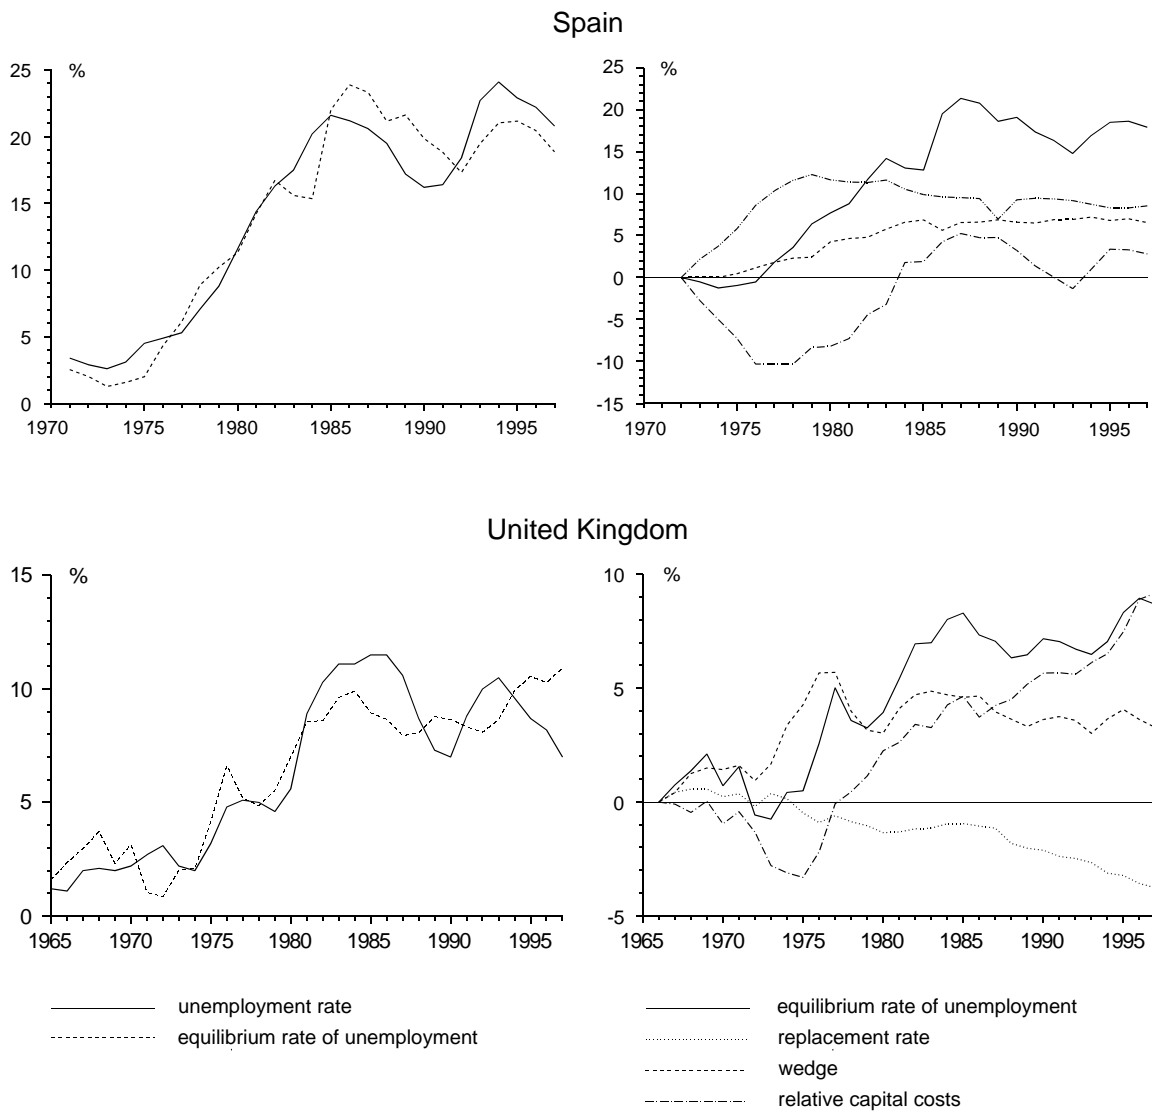 Spain
%
25
20
15
10
5
0
1970 1975 1980 1985 1990 1995
%
25
20
15
10
5
0
-5
-10
-15
1970 1975 1980 1985 1990 1995
United Kingdom
%
15
10
5
0
1965 1970 1975 1980 1985 1990 1995
%
10
5
0
-5
1965 1970 1975 1980 1985 1990 1995
unemployment rate
equilibrium rate of unemployment
equilibrium rate of unemployment
replacement rate
wedge
relative capital costs